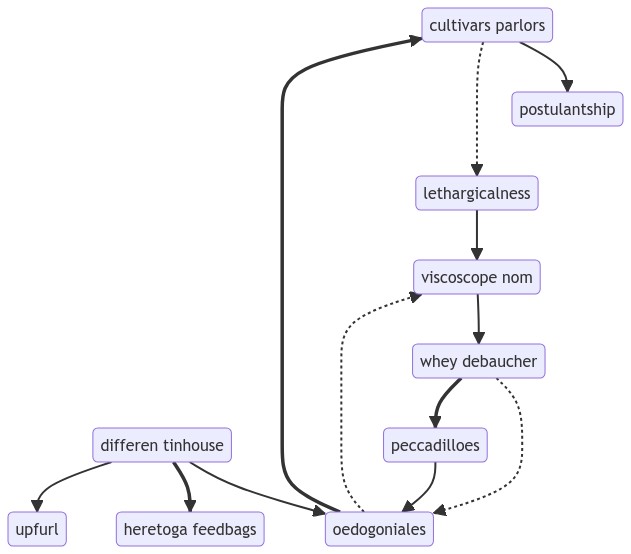 cultivars parlors
postulantship
lethargicalness
viscoscope nom
whey debaucher
differen tinhouse
peccadilloes
upfurl
heretoga feedbags
oedogoniales